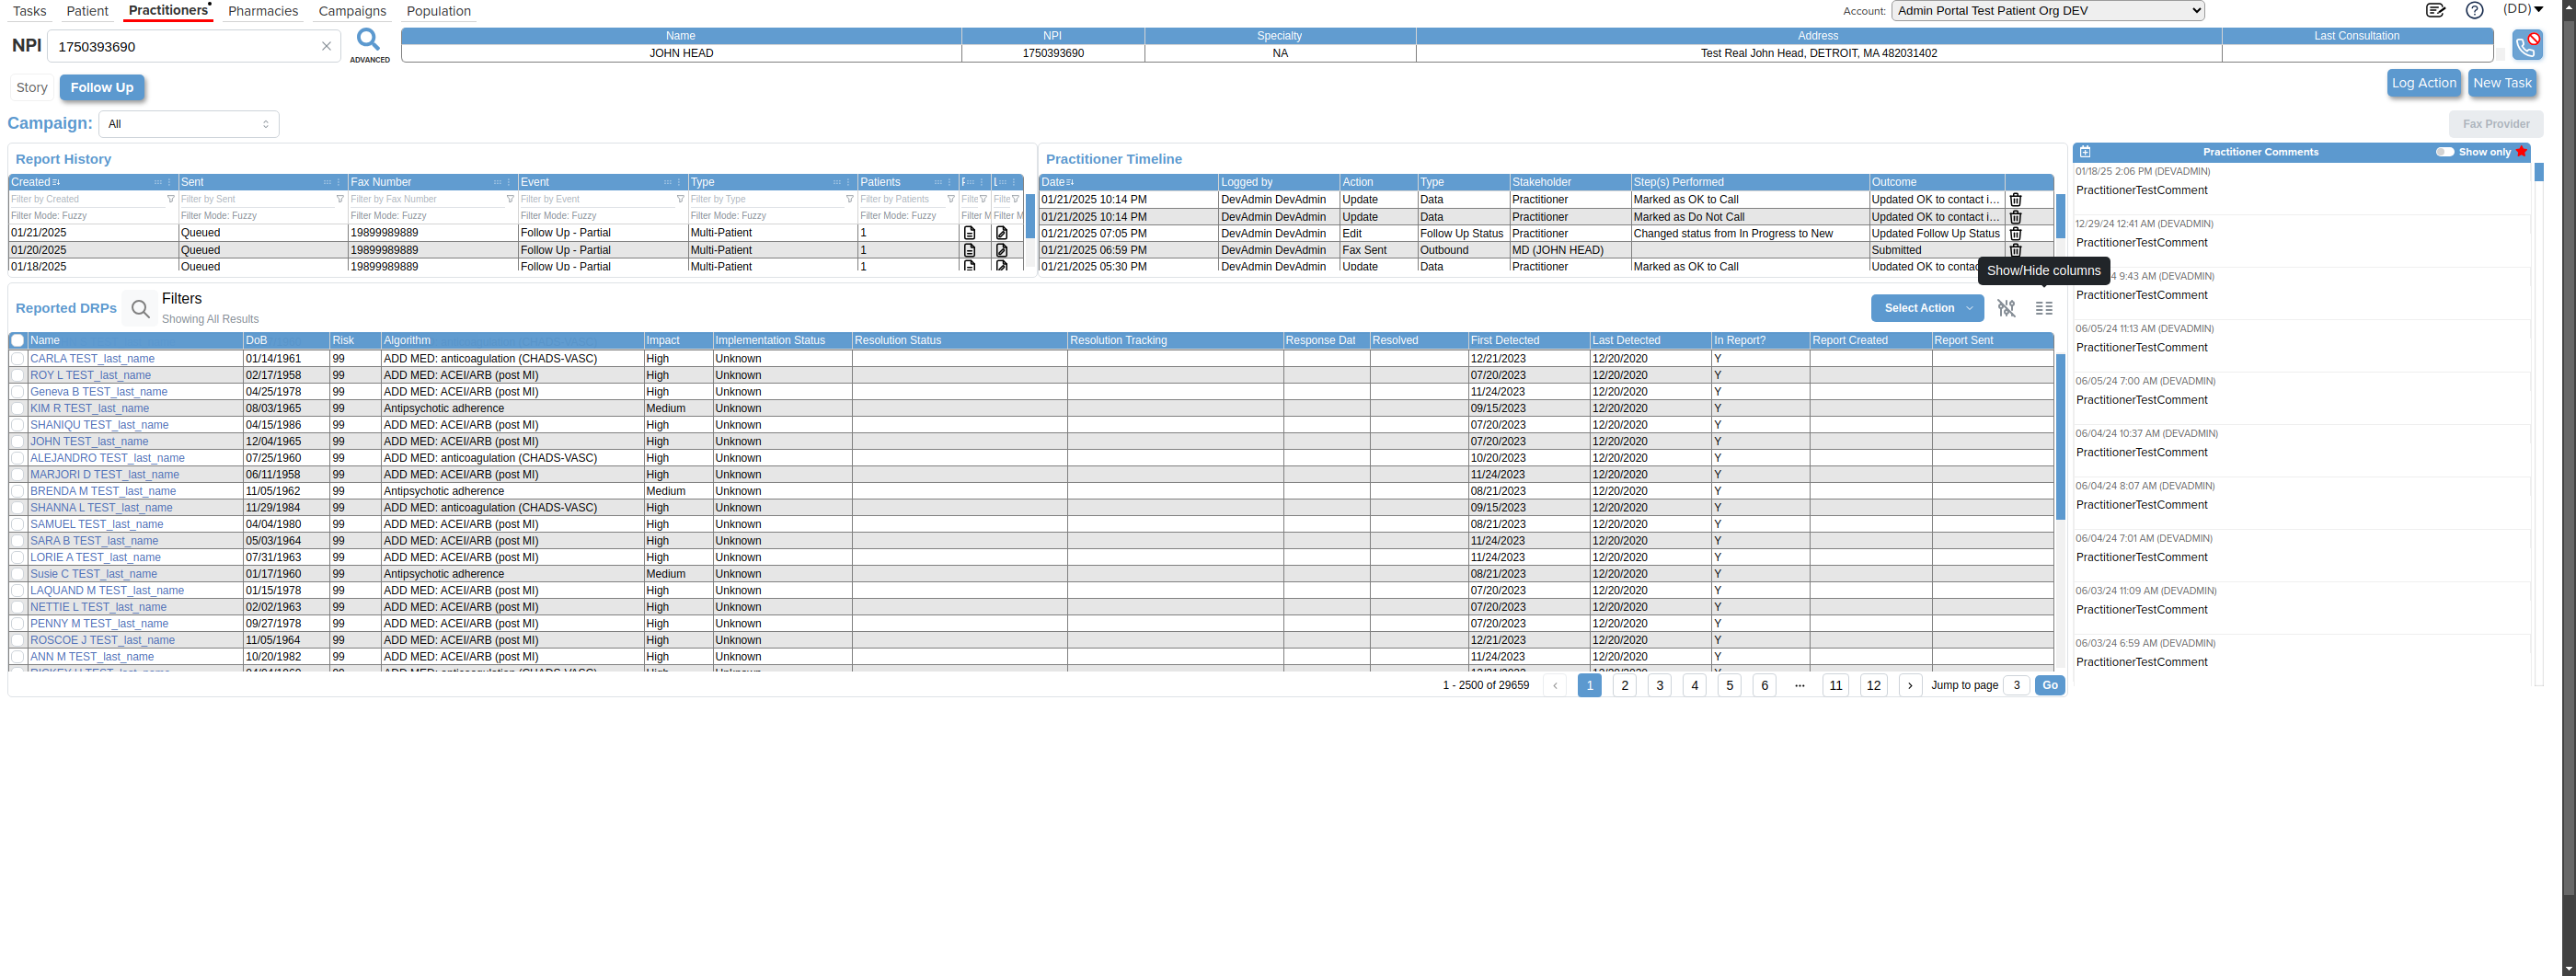 Tasks Patient Practitioners Pharmacies Campaigns Population Account: Admin Portal Test Patient Org DEV (DD)
NPI 1750393690 ADVANCED
Name NPI Specialty Address Last Consultation
JOHN HEAD 1750393690 NA Test Real John Head, DETROIT, MA 482031402
Story Follow Up Log Action New Task
Campaign: All Fax Provider
Report History
Created Sent Fax Number Event Type Patients
Filter by Created Filter by Sent Filter by Fax Number Filter by Event Filter by Type Filter by Patients Filte Filte
Filter Mode: Fuzzy Filter Mode: Fuzzy Filter Mode: Fuzzy Filter Mode: Fuzzy Filter Mode: Fuzzy Filter Mode: Fuzzy Filter M Filter M
01/21/2025 Queued 19899989889 Follow Up - Partial Multi-Patient 1
01/20/2025 Queued 19899989889 Follow Up - Partial Multi-Patient 1
01/18/2025 Queued 19899989889 Follow Up - Partial Multi-Patient 1
Practitioner Timeline
Date Logged by Action Type Stakeholder Step(s) Performed Outcome
01/21/2025 10:14 PM DevAdmin DevAdmin Update Data Practitioner Marked as OK to Call Updated OK to contact i...
01/21/2025 10:14 PM DevAdmin DevAdmin Update Data Practitioner Marked as Do Not Call Updated OK to contact i...
01/21/2025 07:05 PM DevAdmin DevAdmin Edit Follow Up Status Practitioner Changed status from In Progress to New Updated Follow Up Status
01/21/2025 06:59 PM DevAdmin DevAdmin Fax Sent Outbound MD (JOHN HEAD) Submitted
01/21/2025 05:30 PM DevAdmin DevAdmin Update Data Practitioner Marked as OK to Call Updated OK to contac
Show/Hide columns
Reported DRPs Filters
Showing All Results
Select Action
Name DoB Risk Algorithm Impact Implementation Status Resolution Status Resolution Tracking Response Dat Resolved First Detected Last Detected In Report? Report Created Report Sent
CARLA TEST_last_name 01/14/1961 99 ADD MED: anticoagulation (CHADS-VASC) High Unknown 12/21/2023 12/20/2020 Y
ROY L TEST_last_name 02/17/1958 99 ADD MED: ACEI/ARB (post MI) High Unknown 07/20/2023 12/20/2020 Y
Geneva B TEST_last_name 04/25/1978 99 ADD MED: ACEI/ARB (post MI) High Unknown 11/24/2023 12/20/2020 Y
KIM R TEST_last_name 08/03/1965 99 Antipsychotic adherence Medium Unknown 09/15/2023 12/20/2020 Y
SHANIQU TEST_last_name 04/15/1986 99 ADD MED: ACEI/ARB (post MI) High Unknown 07/20/2023 12/20/2020 Y
JOHN TEST_last_name 12/04/1965 99 ADD MED: ACEI/ARB (post MI) High Unknown 07/20/2023 12/20/2020 Y
ALEJANDRO TEST_last_name 07/25/1960 99 ADD MED: anticoagulation (CHADS-VASC) High Unknown 10/20/2023 12/20/2020 Y
MARJORI D TEST_last_name 06/11/1958 99 ADD MED: ACEI/ARB (post MI) High Unknown 11/24/2023 12/20/2020 Y
BRENDA M TEST_last_name 11/05/1962 99 Antipsychotic adherence Medium Unknown 08/21/2023 12/20/2020 Y
SHANNA L TEST_last_name 11/29/1984 99 ADD MED: anticoagulation (CHADS-VASC) High Unknown 09/15/2023 12/20/2020 Y
SAMUEL TEST_last_name 04/04/1980 99 ADD MED: ACEI/ARB (post MI) High Unknown 08/21/2023 12/20/2020 Y
SARA B TEST_last_name 05/03/1964 99 ADD MED: ACEI/ARB (post MI) High Unknown 11/24/2023 12/20/2020 Y
LORIE A TEST_last_name 07/31/1963 99 ADD MED: ACEI/ARB (post MI) High Unknown 11/24/2023 12/20/2020 Y
Susie C TEST_last_name 01/17/1960 99 Antipsychotic adherence Medium Unknown 08/21/2023 12/20/2020 Y
LAQUAND M TEST_last_name 01/15/1978 99 ADD MED: ACEI/ARB (post MI) High Unknown 07/20/2023 12/20/2020 Y
NETTIE L TEST_last_name 02/02/1963 99 ADD MED: ACEI/ARB (post MI) High Unknown 07/20/2023 12/20/2020 Y
PENNY M TEST_last_name 09/27/1978 99 ADD MED: ACEI/ARB (post MI) High Unknown 07/20/2023 12/20/2020 Y
ROSCOE J TEST_last_name 11/05/1964 99 ADD MED: ACEI/ARB (post MI) High Unknown 12/21/2023 12/20/2020 Y
ANN M TEST_last_name 10/20/1982 99 ADD MED: ACEI/ARB (post MI) High Unknown 11/24/2023 12/20/2020 Y
1 - 2500 of 29659 1 2 3 4 5 6 ... 11 12 Jump to page 3 Go
Practitioner Comments Show only
01/18/25 2:06 PM (DEVADMIN)
PractitionerTestComment
12/29/24 12:41 AM (DEVADMIN)
PractitionerTestComment
4 9:43 AM (DEVADMIN)
PractitionerTestComment
06/05/24 11:13 AM (DEVADMIN)
PractitionerTestComment
06/05/24 7:00 AM (DEVADMIN)
PractitionerTestComment
06/04/24 10:37 AM (DEVADMIN)
PractitionerTestComment
06/04/24 8:07 AM (DEVADMIN)
PractitionerTestComment
06/04/24 7:01 AM (DEVADMIN)
PractitionerTestComment
06/03/24 11:09 AM (DEVADMIN)
PractitionerTestComment
06/03/24 6:59 AM (DEVADMIN)
PractitionerTestComment